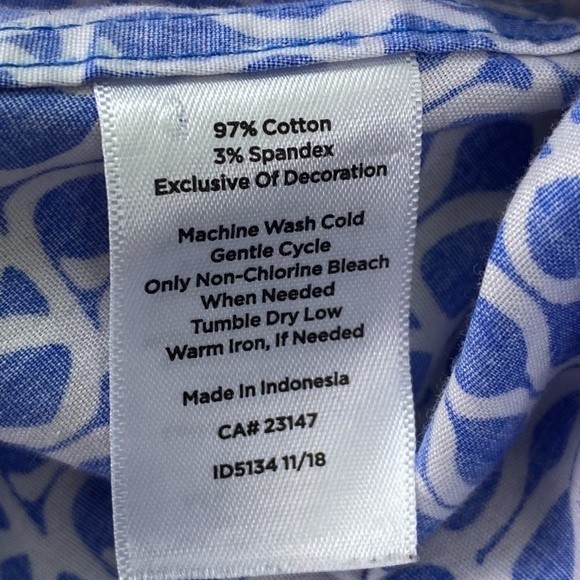 97% Cotton
3% Spandex
Exclusive Of Decoration
Machine Wash Cold
Gentle Cycle
Only Non-Chlorine Bleach
When Needed
Tumble Dry Low
Warm Iron, If Needed
Made In Indonesia
CA# 23147
ID5134 11/18